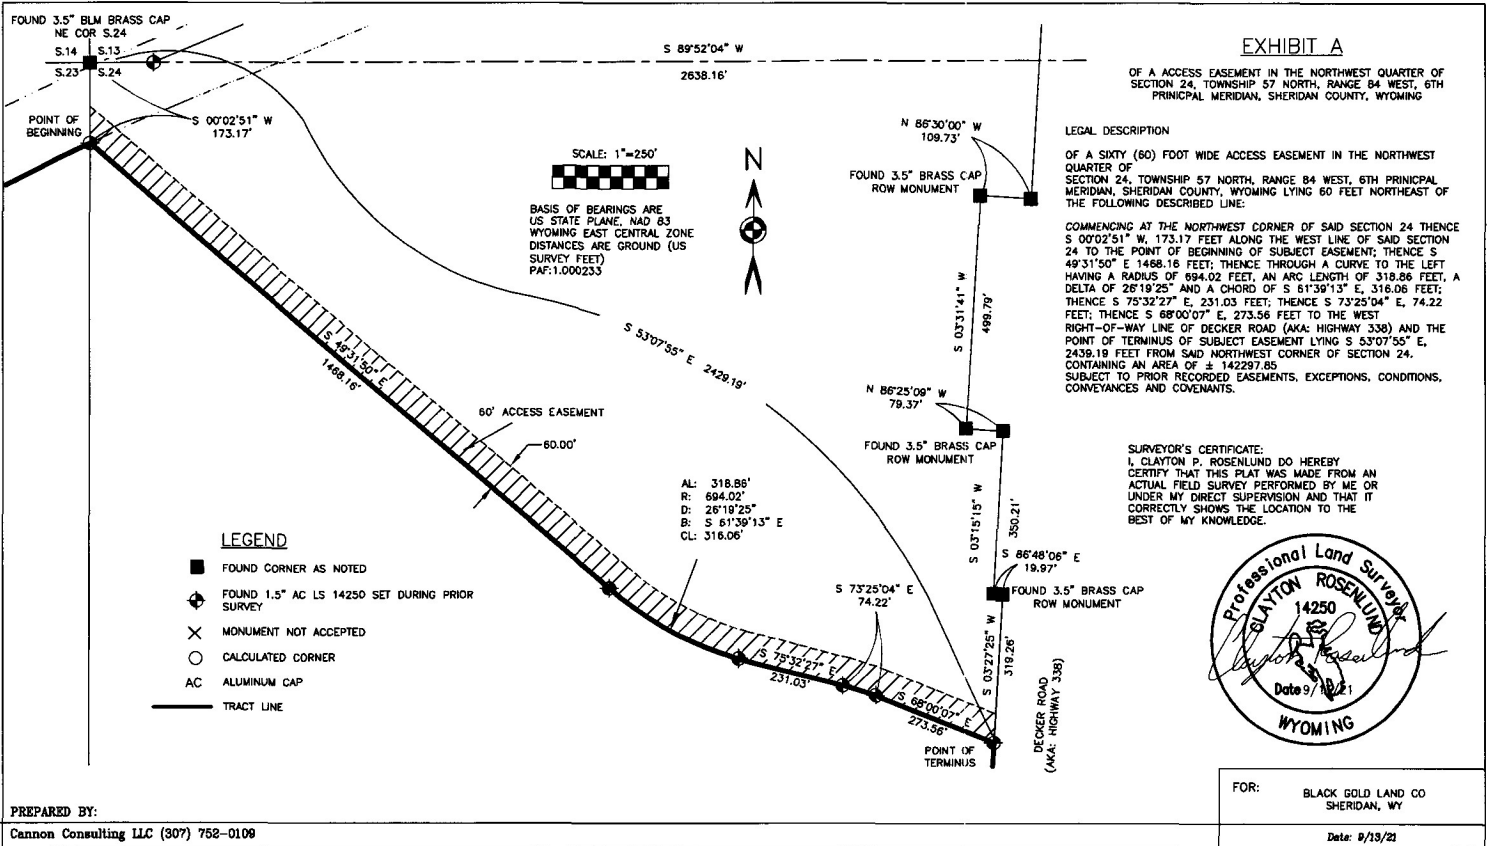 FOUND 3.5" BLM BRASS CAP
NE COR S.24
S.14 S.13
S.23 S.24
S 00°02'51" W
173.17'
POINT OF
BEGINNING
S 89°52'04" W
2638.16'
SCALE: 1"=250'
BASIS OF BEARINGS ARE
US STATE PLANE, NAD 83
WYOMING EAST CENTRAL ZONE
DISTANCES ARE GROUND (US
SURVEY FEET)
PAF:1.000233
N
N 86°30'00" W
109.73'
FOUND 3.5" BRASS CAP
ROW MONUMENT
S 03°31'41" W
499.79'
N 86°25'09" W
79.37'
FOUND 3.5" BRASS CAP
ROW MONUMENT
S 03°15'15" W
350.21'
S 86°48'06" E
19.97'
FOUND 3.5" BRASS CAP
ROW MONUMENT
S 03°27'25" W
319.26'
DECKER ROAD
(AKA: HIGHWAY 338)
S 53°07'55" E 2429.19'
S 49°31'50" E
1468.16'
60' ACCESS EASEMENT
60.00'
AL: 318.86'
R: 694.02'
D: 26°19'25"
B: S 61°39'13" E
CL: 316.06'
S 75°32'27" E
231.03'
S 73°25'04" E
74.22'
S 68°00'07" E
273.56'
POINT OF
TERMINUS
LEGEND
FOUND CORNER AS NOTED
FOUND 1.5" AC LS 14250 SET DURING PRIOR
SURVEY
MONUMENT NOT ACCEPTED
CALCULATED CORNER
AC ALUMINUM CAP
TRACT LINE
EXHIBIT A
OF A ACCESS EASEMENT IN THE NORTHWEST QUARTER OF
SECTION 24, TOWNSHIP 57 NORTH, RANGE 84 WEST, 6TH
PRINICPAL MERIDIAN, SHERIDAN COUNTY, WYOMING
LEGAL DESCRIPTION
OF A SIXTY (60) FOOT WIDE ACCESS EASEMENT IN THE NORTHWEST
QUARTER OF
SECTION 24, TOWNSHIP 57 NORTH, RANGE 84 WEST, 6TH PRINICPAL
MERIDIAN, SHERIDAN COUNTY, WYOMING LYING 60 FEET NORTHEAST OF
THE FOLLOWING DESCRIBED LINE:
COMMENCING AT THE NORTHWEST CORNER OF SAID SECTION 24 THENCE
S 00°02'51" W, 173.17 FEET ALONG THE WEST LINE OF SAID SECTION
24 TO THE POINT OF BEGINNING OF SUBJECT EASEMENT; THENCE S
49°31'50" E 1468.16 FEET; THENCE THROUGH A CURVE TO THE LEFT
HAVING A RADIUS OF 694.02 FEET, AN ARC LENGTH OF 318.86 FEET, A
DELTA OF 26°19'25" AND A CHORD OF S 61°39'13" E, 316.06 FEET;
THENCE S 75°32'27" E, 231.03 FEET; THENCE S 73°25'04" E, 74.22
FEET; THENCE S 68°00'07" E, 273.56 FEET TO THE WEST
RIGHT-OF-WAY LINE OF DECKER ROAD (AKA: HIGHWAY 338) AND THE
POINT OF TERMINUS OF SUBJECT EASEMENT LYING S 53°07'55" E,
2439.19 FEET FROM SAID NORTHWEST CORNER OF SECTION 24.
CONTAINING AN AREA OF ± 142297.85
SUBJECT TO PRIOR RECORDED EASEMENTS, EXCEPTIONS, CONDITIONS,
CONVEYANCES AND COVENANTS.
SURVEYOR'S CERTIFICATE:
I, CLAYTON P. ROSENLUND DO HEREBY
CERTIFY THAT THIS PLAT WAS MADE FROM AN
ACTUAL FIELD SURVEY PERFORMED BY ME OR
UNDER MY DIRECT SUPERVISION AND THAT IT
CORRECTLY SHOWS THE LOCATION TO THE
BEST OF MY KNOWLEDGE.
Professional Land Surveyor
CLAYTON ROSENLUND
14250
Clayton Rosenlund
Date
WYOMING
PREPARED BY:
Cannon Consulting LLC (307) 752-0109
FOR: BLACK GOLD LAND CO
SHERIDAN, WY
Date: 9/13/21